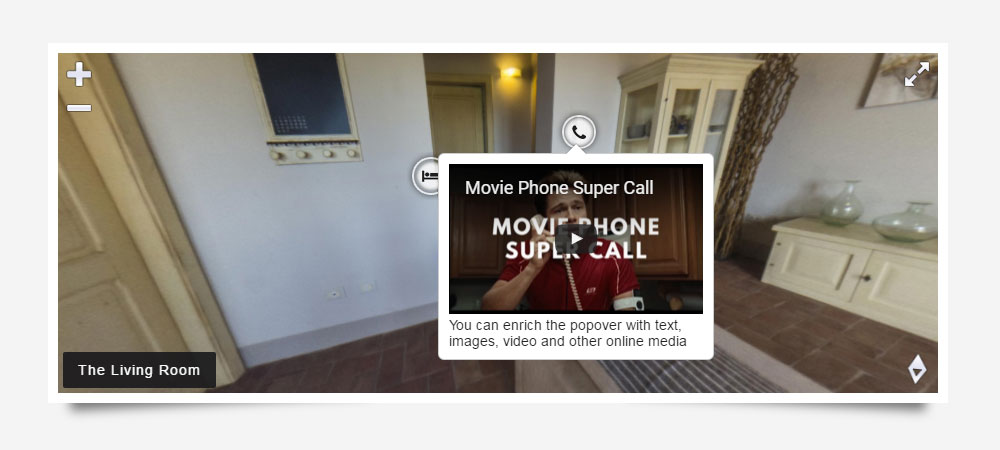 Movie Phone Super Call
MOVIE PHONE
SUPER CALL
You can enrich the popover with text,
images, video and other online media
The Living Room